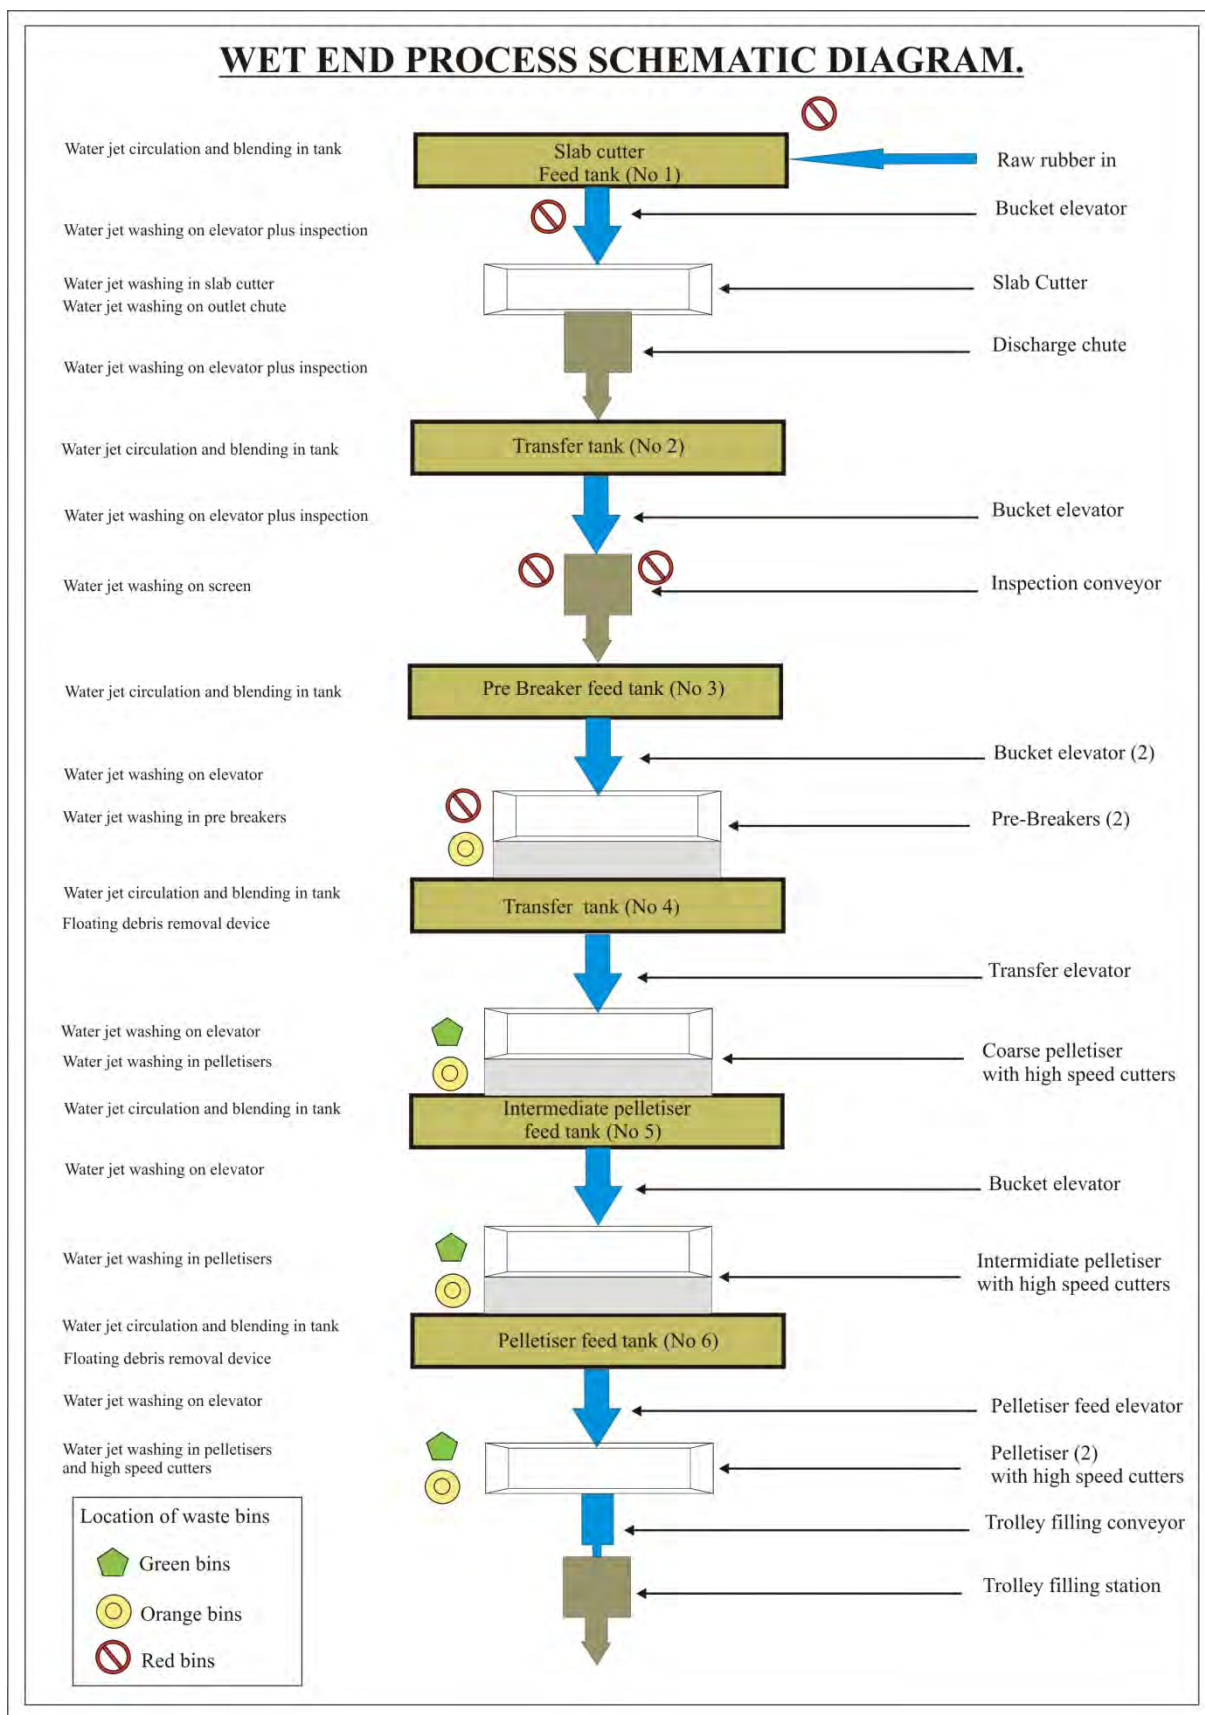 WET END PROCESS SCHEMATIC DIAGRAM.
Water jet circulation and blending in tank
Slab cutter
Feed tank (No 1)
Raw rubber in
Bucket elevator
Water jet washing on elevator plus inspection
Water jet washing in slab cutter
Slab Cutter
Water jet washing on outlet chute
Discharge chute
Water jet washing on elevator plus inspection
Water jet circulation and blending in tank
Transfer tank (No 2)
Water jet washing on elevator plus inspection
Bucket elevator
Water jet washing on screen
Inspection conveyor
Water jet circulation and blending in tank
Pre Breaker feed tank (No 3)
Bucket elevator (2)
Water jet washing on elevator
Water jet washing in pre breakers
Pre-Breakers (2)
Water jet circulation and blending in tank
Transfer tank (No 4)
Floating debris removal device
Transfer elevator
Water jet washing on elevator
Water jet washing in pelletisers
Coarse pelletiser
with high speed cutters
Water jet circulation and blending in tank
Intermediate pelletiser
feed tank (No 5)
Water jet washing on elevator
Bucket elevator
Water jet washing in pelletisers
Intermidiate pelletiser
with high speed cutters
Water jet circulation and blending in tank
Pelletiser feed tank (No 6)
Floating debris removal device
Water jet washing on elevator
Pelletiser feed elevator
Water jet washing in pelletisers
and high speed cutters
Pelletiser (2)
with high speed cutters
Location of waste bins
Green bins
Orange bins
Red bins
Trolley filling conveyor
Trolley filling station